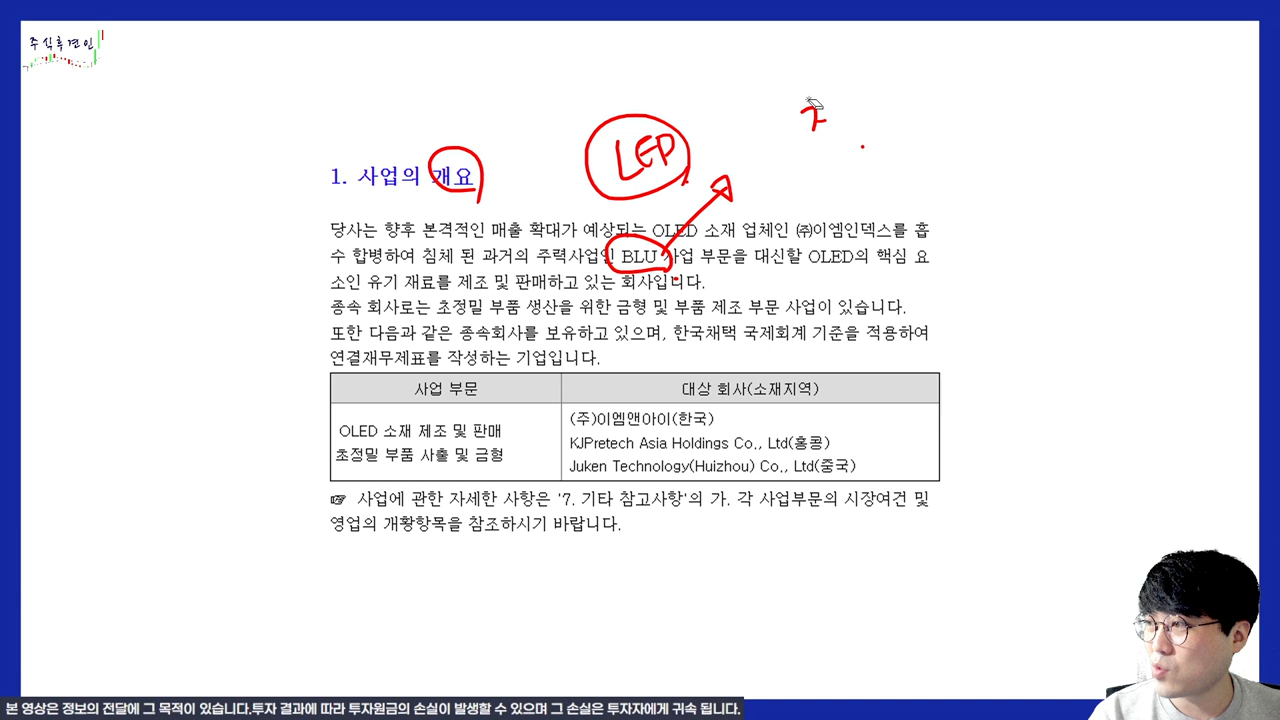 주식후견인
LED
1. 사업의 개요
당사는 향후 본격적인 매출 확대가 예상되는 OLED 소재 업체인 ㈜이엠인덱스를 흡
수 합병하여 침체 된 과거의 주력사업인 BLU 사업 부문을 대신할 OLED의 핵심 요
소인 유기 재료를 제조 및 판매하고 있는 회사입니다.
종속 회사로는 초정밀 부품 생산을 위한 금형 및 부품 제조 부문 사업이 있습니다.
또한 다음과 같은 종속회사를 보유하고 있으며, 한국채택 국제회계 기준을 적용하여
연결재무제표를 작성하는 기업입니다.
사업 부문 대상 회사(소재지역)
OLED 소재 제조 및 판매
초정밀 부품 사출 및 금형
(주)이엠앤아이(한국)
KJPretech Asia Holdings Co., Ltd(홍콩)
Juken Technology(Huizhou) Co., Ltd(중국)
☞ 사업에 관한 자세한 사항은 '7. 기타 참고사항'의 가. 각 사업부문의 시장여건 및
영업의 개황항목을 참조하시기 바랍니다.
본 영상은 정보의 전달에 그 목적이 있습니다.투자 결과에 따라 투자원금의 손실이 발생할 수 있으며 그 손실은 투자자에게 귀속 됩니다.